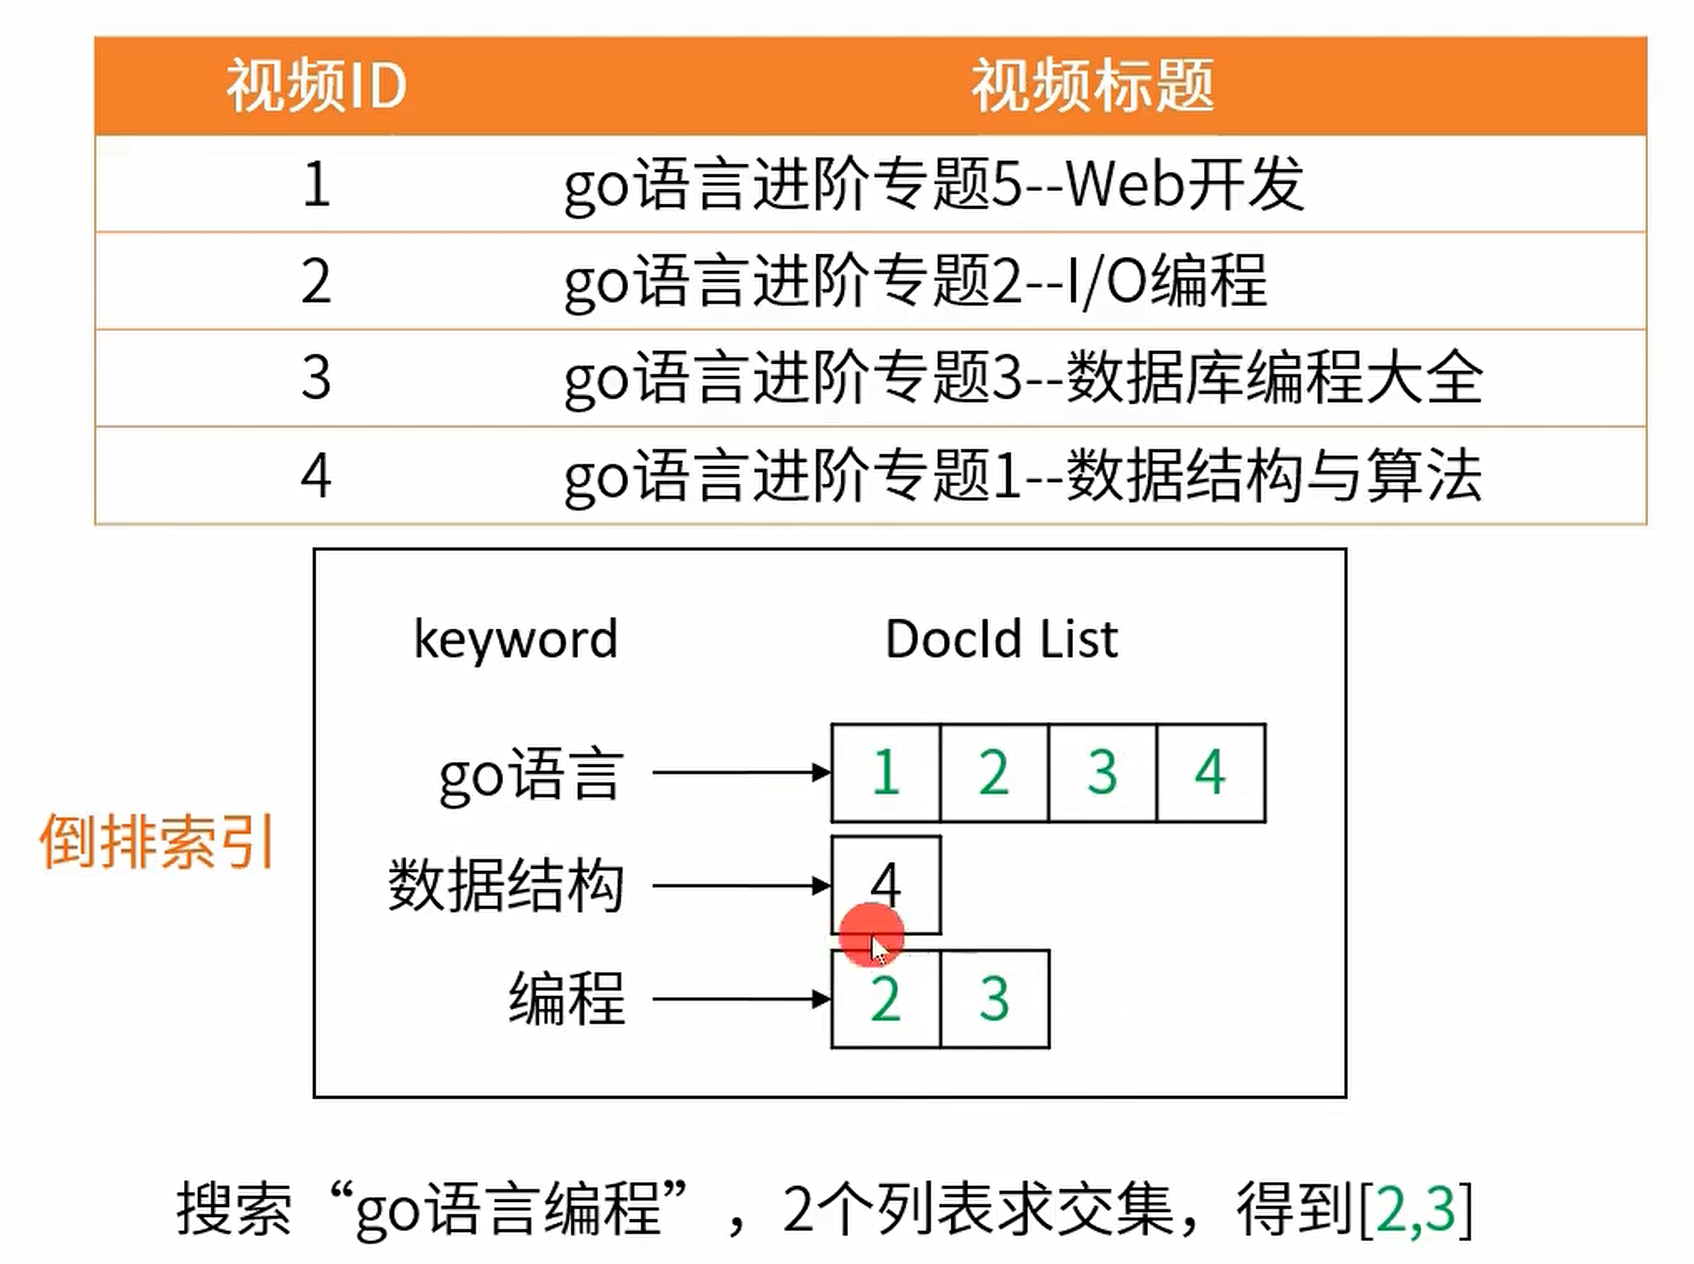 视频ID 视频标题
1 go语言进阶专题5--Web开发
2 go语言进阶专题2--I/O编程
3 go语言进阶专题3--数据库编程大全
4 go语言进阶专题1--数据结构与算法
keyword DocId List
go语言 1 2 3 4
倒排索引
数据结构 4
编程 2 3
搜索“go语言编程”，2个列表求交集，得到[2,3]